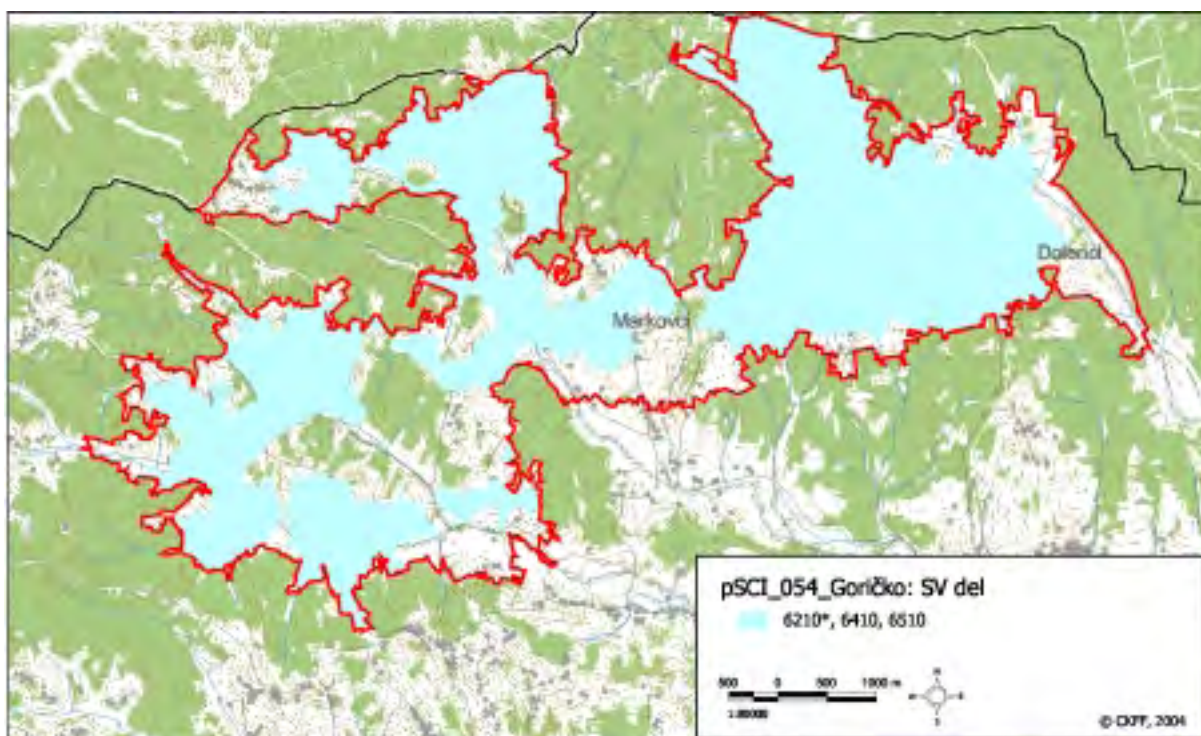 Dolenci
Markovci
pSCI_054_Goričko: SV del
6210*, 6410, 6510
500 0 500 1000 m
N
W E
S
© CKFF, 2004